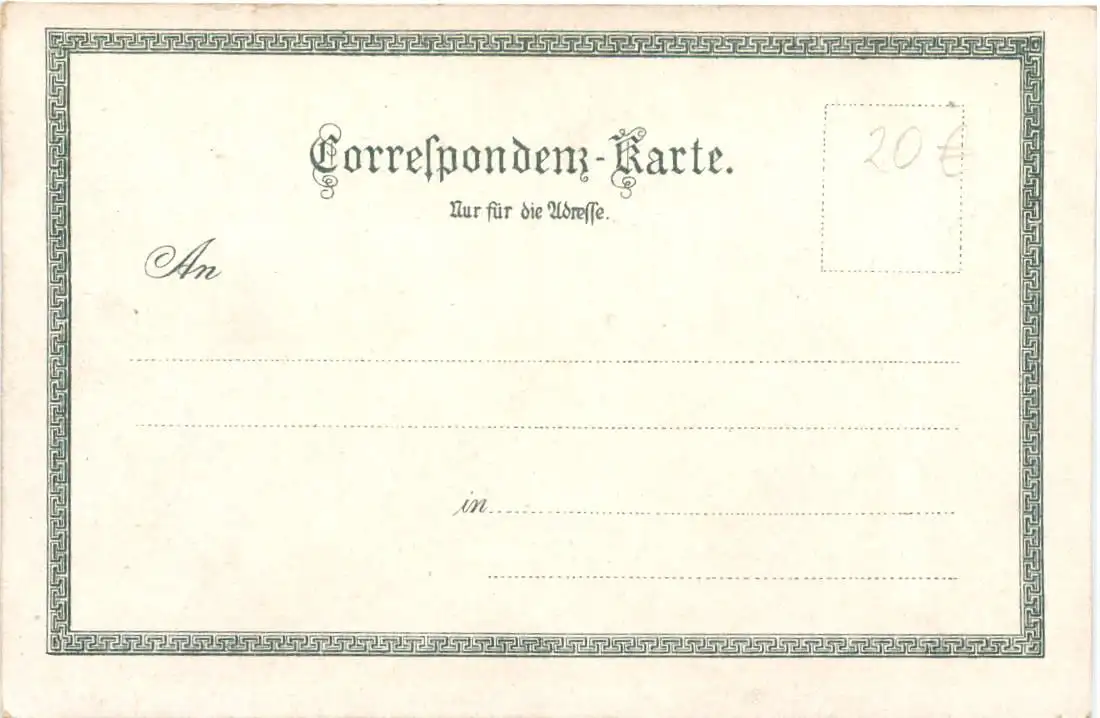 Correspondenz-Karte.
20 €
Nur für die Adresse.
An
in